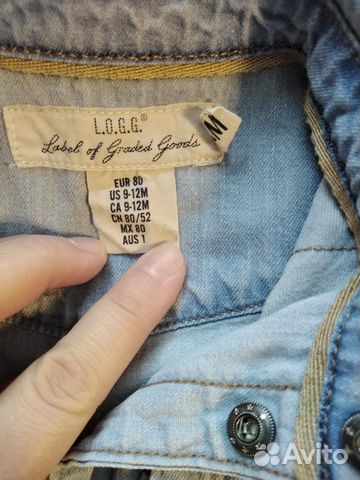 L.O.G.G.®
Label of Graded Goods
M
EUR 80
US 9-12M
CA 9-12M
CN 80/52
MX 80
AUS 1
Avito